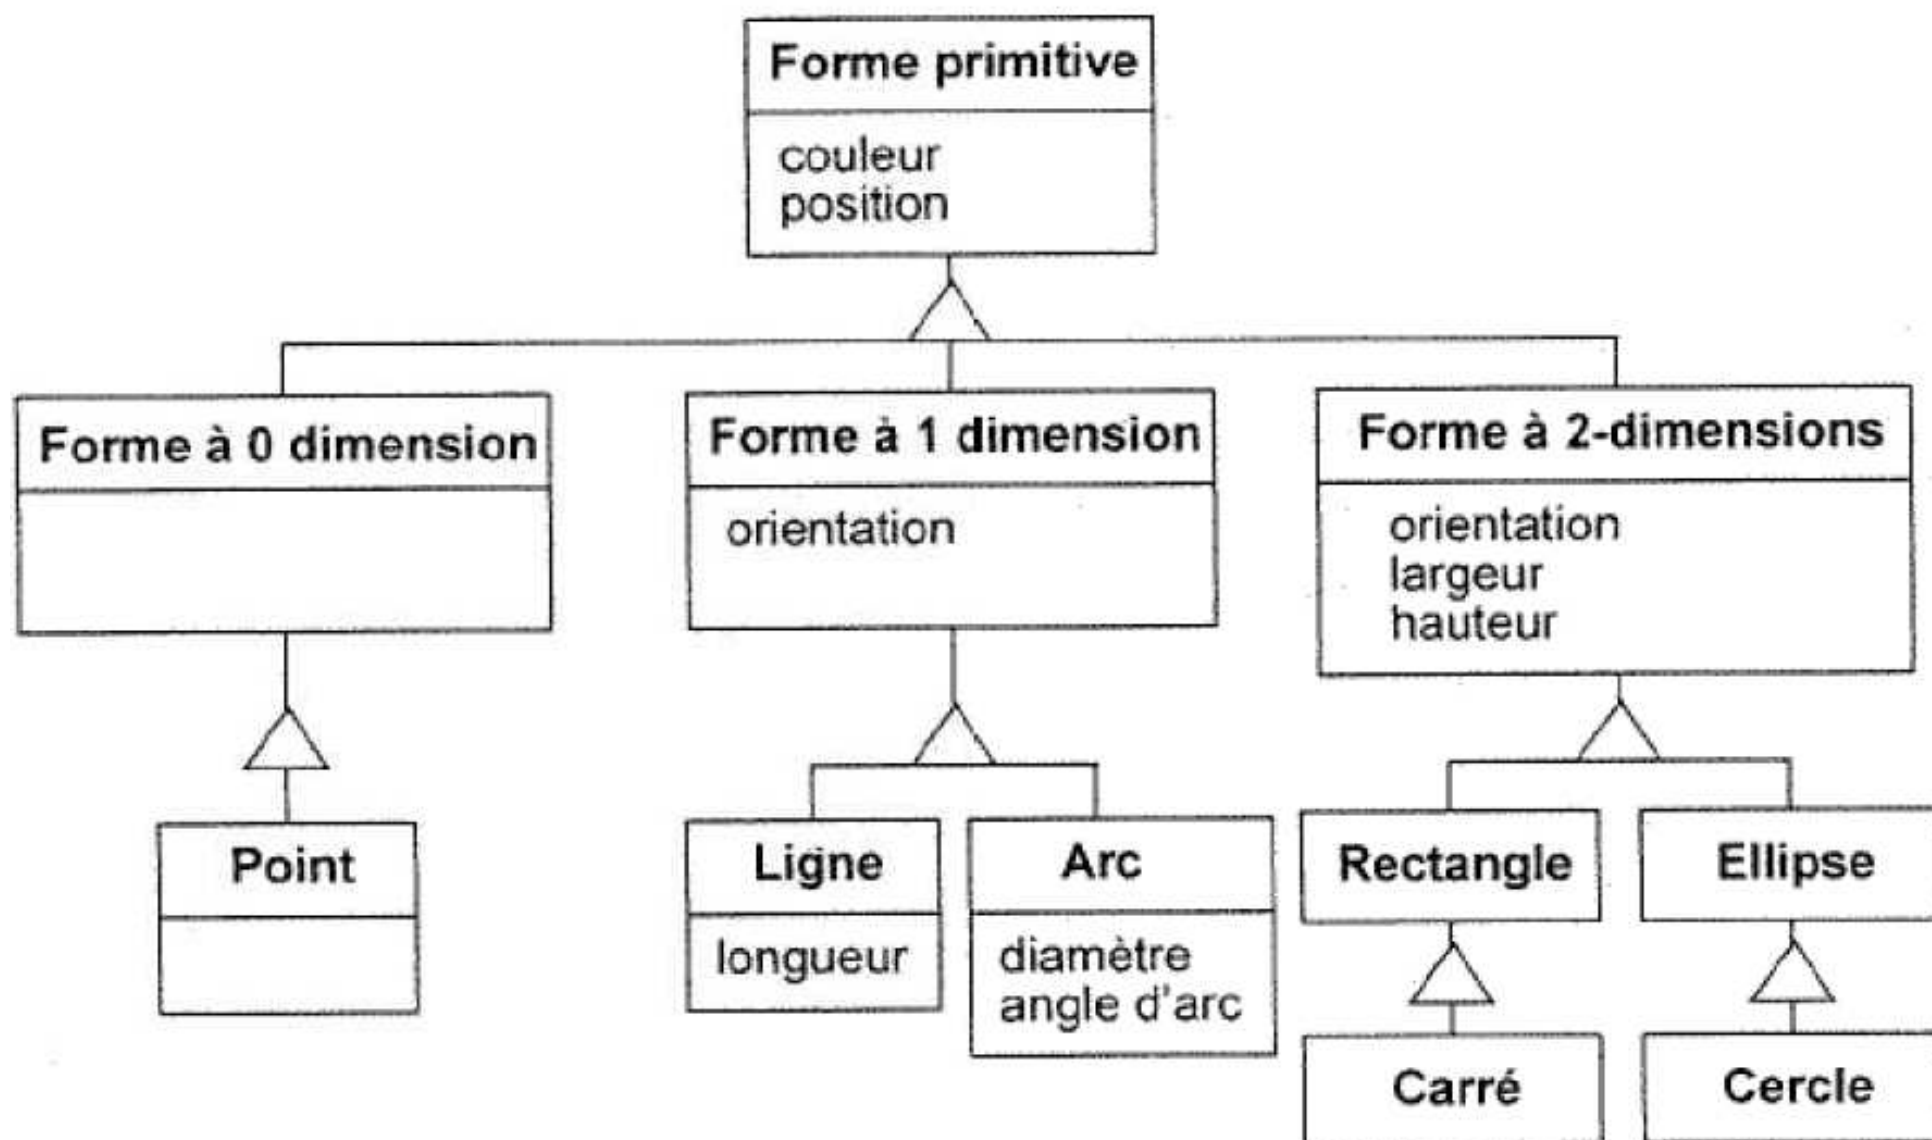 Forme primitive
couleur
position
Forme à 0 dimension
Forme à 1 dimension
orientation
Forme à 2-dimensions
orientation
largeur
hauteur
Point
Ligne
longueur
Arc
diamètre
angle d'arc
Rectangle
Ellipse
Carré
Cercle